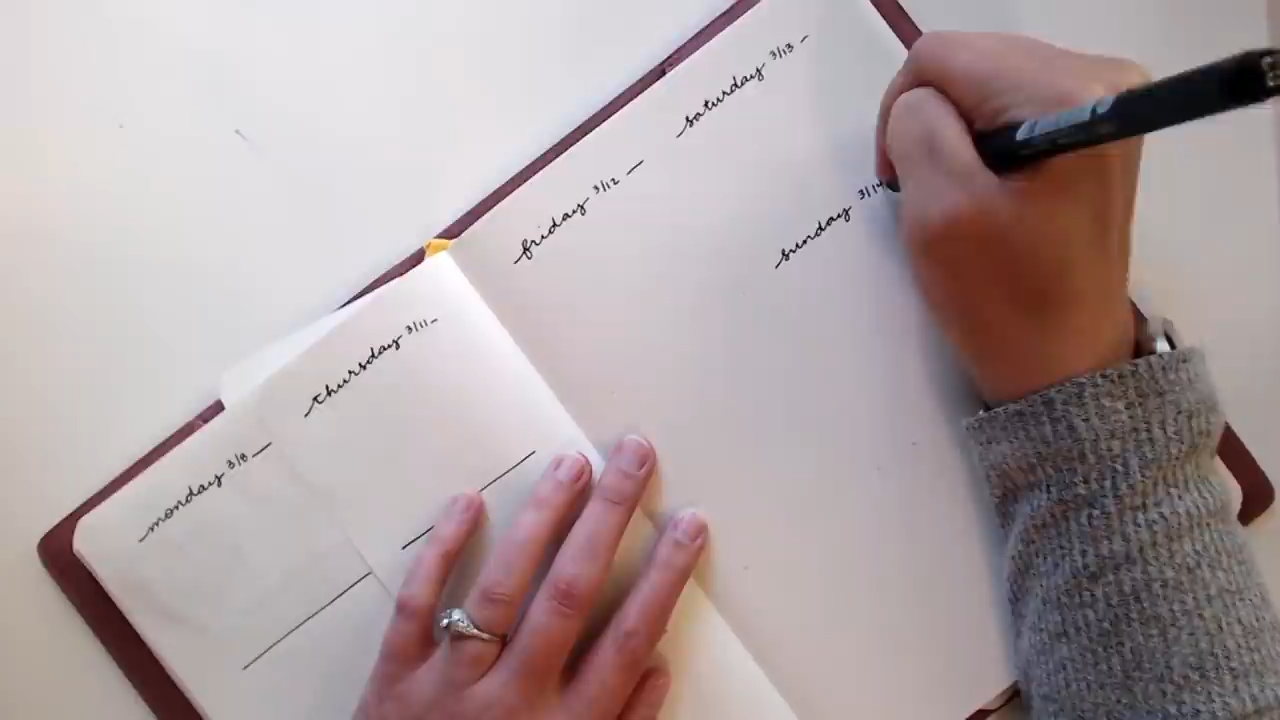 monday 3/8
thursday 3/11
friday 3/12
saturday 3/13
sunday 3/14